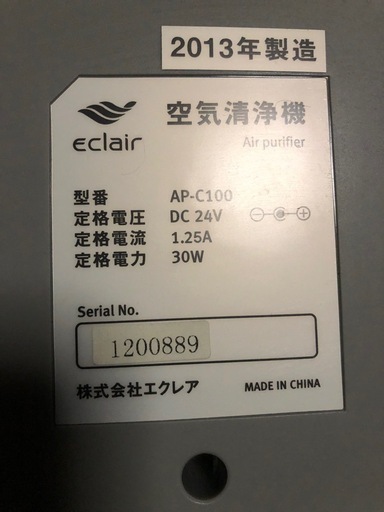 2013年製造
eclair
空気清浄機
Air purifier
型番 AP-C100
定格電圧 DC 24V
定格電流 1.25A
定格電力 30W
Serial No.
1200889
株式会社エクレア MADE IN CHINA